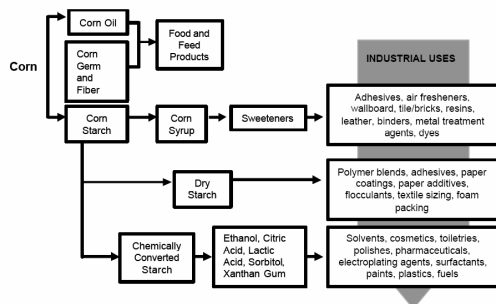 Corn
Corn Oil
Corn
Germ
and
Fiber
Food and
Feed
Products
Corn
Starch
Corn
Syrup
Sweeteners
INDUSTRIAL USES
Adhesives, air fresheners,
wallboard, tile/bricks, resins,
leather, binders, metal treatment
agents, dyes
Dry
Starch
Polymer blends, adhesives, paper
coatings, paper additives,
flocculants, textile sizing, foam
packing
Chemically
Converted
Starch
Ethanol, Citric
Acid, Lactic
Acid, Sorbitol,
Xanthan Gum
Solvents, cosmetics, toiletries,
polishes, pharmaceuticals,
electroplating agents, surfactants,
paints, plastics, fuels